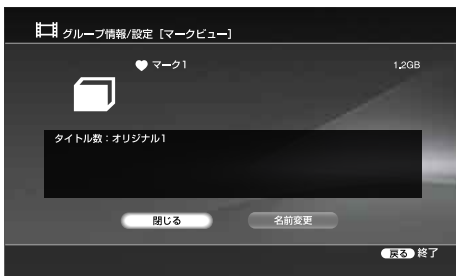 グループ情報/設定［マークビュー］
マーク1 1.2GB
タイトル数：オリジナル1
閉じる 名前変更
戻る 終了